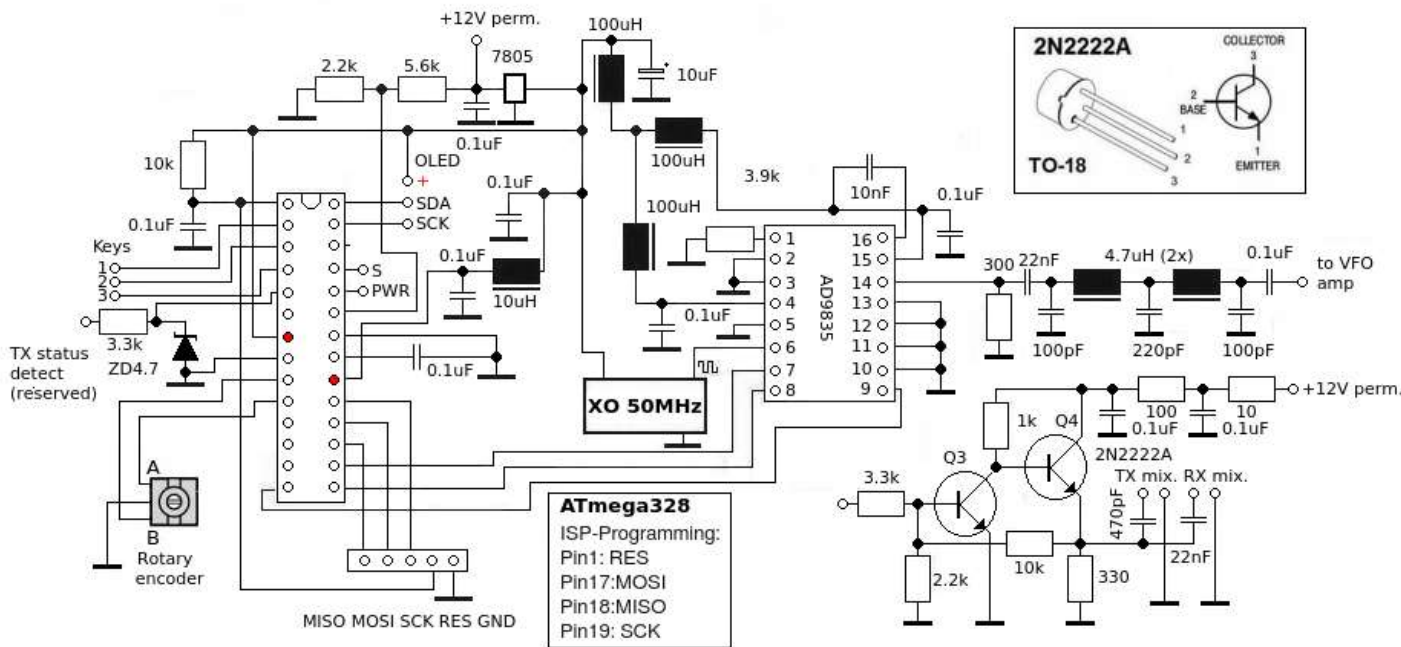 +12V perm.
100uH
2.2k
5.6k
7805
10uF
0.1uF
10k
OLED
+
100uH
0.1uF
SDA
SCK
0.1uF
Keys
1
2
3
S
PWR
0.1uF
10uH
100uH
3.9k
10nF
0.1uF
0.1uF
3.3k
ZD4.7
TX status
detect
(reserved)
0.1uF
XO 50MHz
1
2
3
4
5
6
7
8
AD9835
16
15
14
13
12
11
10
9
2N2222A
TO-18
1
2
3
COLLECTOR
3
2
BASE
1
EMITTER
300
22nF
4.7uH (2x)
0.1uF
to VFO
amp
100pF
220pF
100pF
+12V perm.
100
10
0.1uF
0.1uF
1k
Q4
2N2222A
Q3
3.3k
TX mix.
RX mix.
470pF
22nF
10k
2.2k
330
A
B
Rotary
encoder
MISO MOSI SCK RES GND
ATmega328
ISP-Programming:
Pin1: RES
Pin17:MOSI
Pin18:MISO
Pin19: SCK